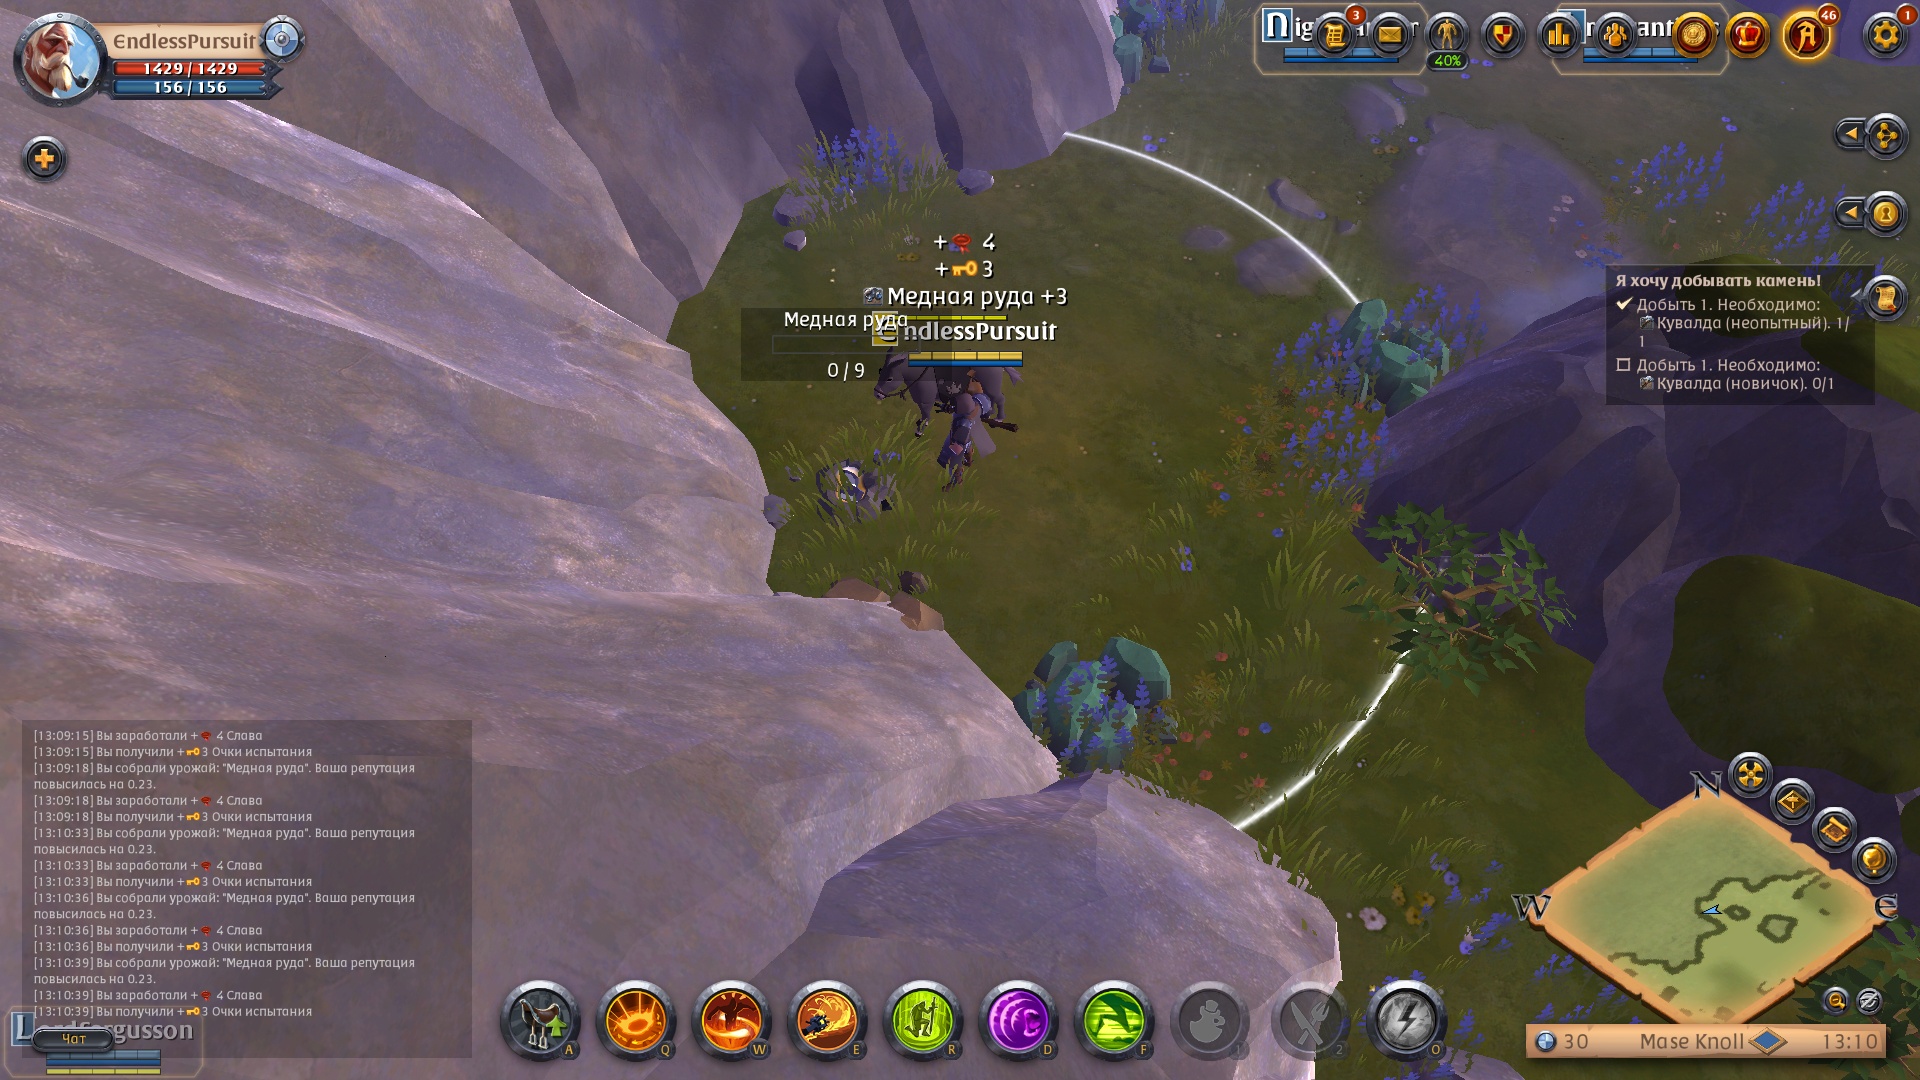 EndlessPursuit
1429 / 1429
156 / 156
3
40%
46
1
+ 4
+ 3
Медная руда +3
Медная руда
EndlessPursuit
0 / 9
Я хочу добывать камень!
Добыть 1. Необходимо:
Кувалда (неопытный). 1/
1
Добыть 1. Необходимо:
Кувалда (новичок). 0/1
[13:09:15] Вы заработали + 4 Слава
[13:09:15] Вы получили + 3 Очки испытания
[13:09:18] Вы собрали урожай: "Медная руда". Ваша репутация
повысилась на 0.23.
[13:09:18] Вы заработали + 4 Слава
[13:09:18] Вы получили + 3 Очки испытания
[13:10:33] Вы собрали урожай: "Медная руда". Ваша репутация
повысилась на 0.23.
[13:10:33] Вы заработали + 4 Слава
[13:10:33] Вы получили + 3 Очки испытания
[13:10:36] Вы собрали урожай: "Медная руда". Ваша репутация
повысилась на 0.23.
[13:10:36] Вы заработали + 4 Слава
[13:10:36] Вы получили + 3 Очки испытания
[13:10:39] Вы собрали урожай: "Медная руда". Ваша репутация
повысилась на 0.23.
[13:10:39] Вы заработали + 4 Слава
[13:10:39] Вы получили + 3 Очки испытания
Чат
A
Q
W
E
R
D
F
1
2
O
N
W
E
30
Mase Knoll
13:10